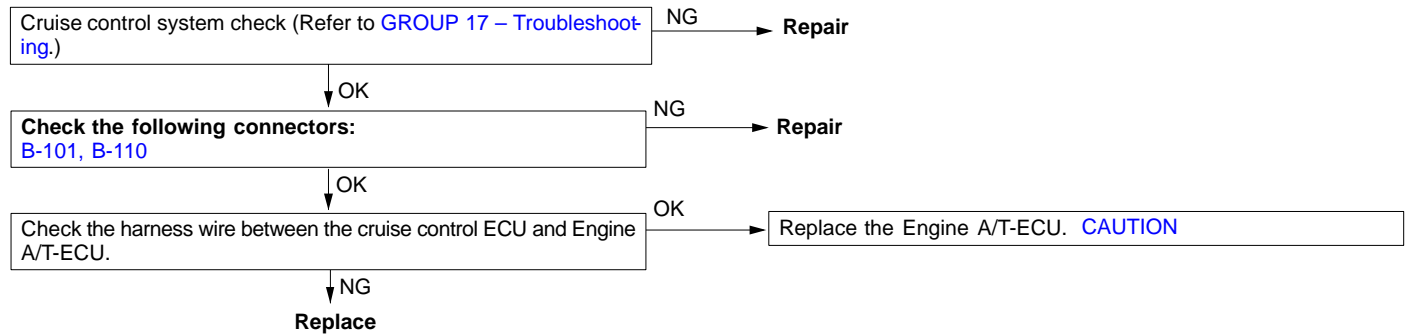 Cruise control system check (Refer to GROUP 17 – Troubleshoot-
ing.)
NG
Repair
OK
Check the following connectors:
B-101, B-110
NG
Repair
OK
Check the harness wire between the cruise control ECU and Engine
A/T-ECU.
OK
Replace the Engine A/T-ECU. CAUTION
NG
Replace